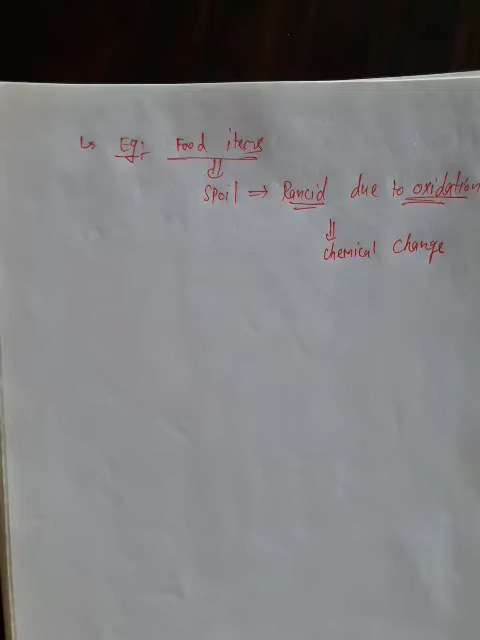 ↳ Eg: Food items
⇓
Spoil ⇒ Rancid due to oxidation
⇓
chemical change